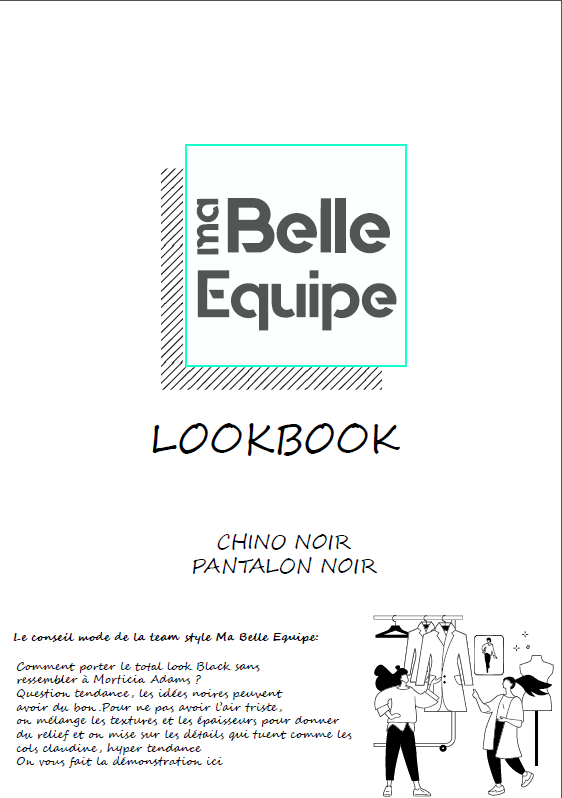 ma Belle
Equipe
LOOKBOOK
CHINO NOIR
PANTALON NOIR
Le conseil mode de la team style Ma Belle Equipe:
Comment porter le total look Black sans
ressembler à Morticia Adams ?
Question tendance, les idées noires peuvent
avoir du bon.Pour ne pas avoir l'air triste,
on mélange les textures et les épaisseurs pour donner
du relief et on mise sur les détails qui tuent comme les
cols claudine, hyper tendance
On vous fait la démonstration ici